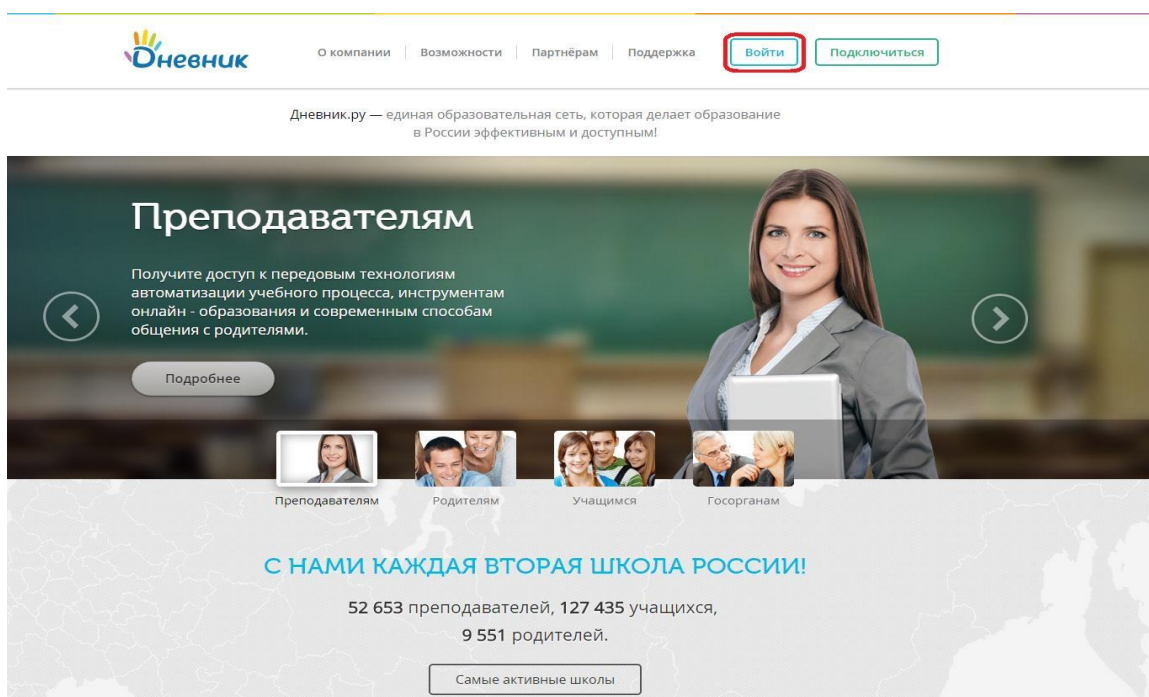 Дневник
О компании
Возможности
Партнёрам
Поддержка
Войти
Подключиться
Дневник.ру — единая образовательная сеть, которая делает образование
в России эффективным и доступным!
Преподавателям
Получите доступ к передовым технологиям
автоматизации учебного процесса, инструментам
онлайн - образования и современным способам
общения с родителями.
Подробнее
Преподавателям
Родителям
Учащимся
Госорганам
С НАМИ КАЖДАЯ ВТОРАЯ ШКОЛА РОССИИ!
52 653 преподавателей, 127 435 учащихся,
9 551 родителей.
Самые активные школы